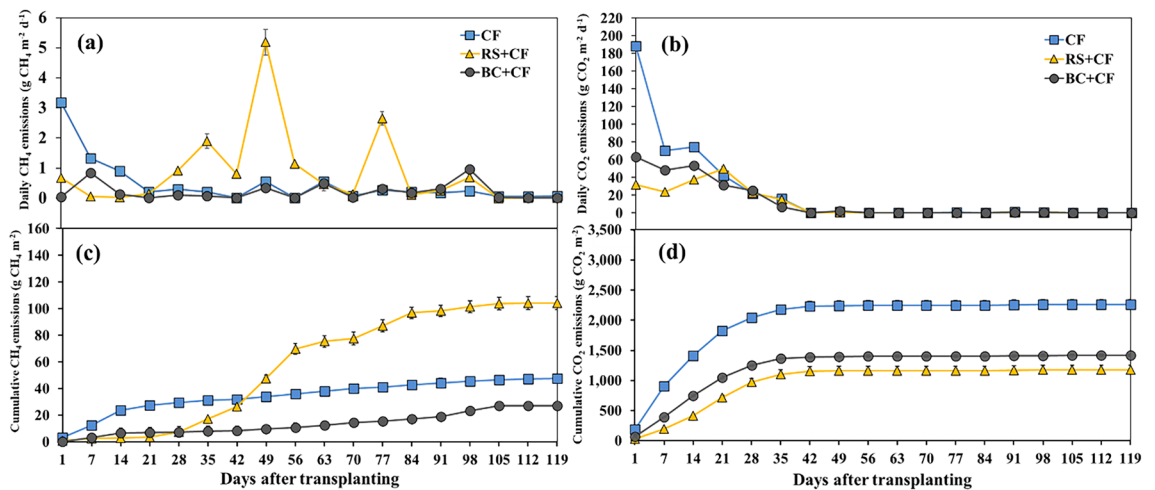 (a)
CF
RS+CF
BC+CF
Daily CH4 emissions (g CH4 m-2 d-1)
6
5
4
3
2
1
0
(b)
CF
RS+CF
BC+CF
Daily CO2 emissions (g CO2 m-2 d-1)
220
200
180
160
140
120
100
80
60
40
20
0
(c)
Cumulative CH4 emissions (g CH4 m-2)
160
140
120
100
80
60
40
20
0
1 7 14 21 28 35 42 49 56 63 70 77 84 91 98 105 112 119
Days after transplanting
(d)
Cumulative CO2 emissions (g CO2 m-2)
3,500
3,000
2,500
2,000
1,500
1,000
500
0
1 7 14 21 28 35 42 49 56 63 70 77 84 91 98 105 112 119
Days after transplanting